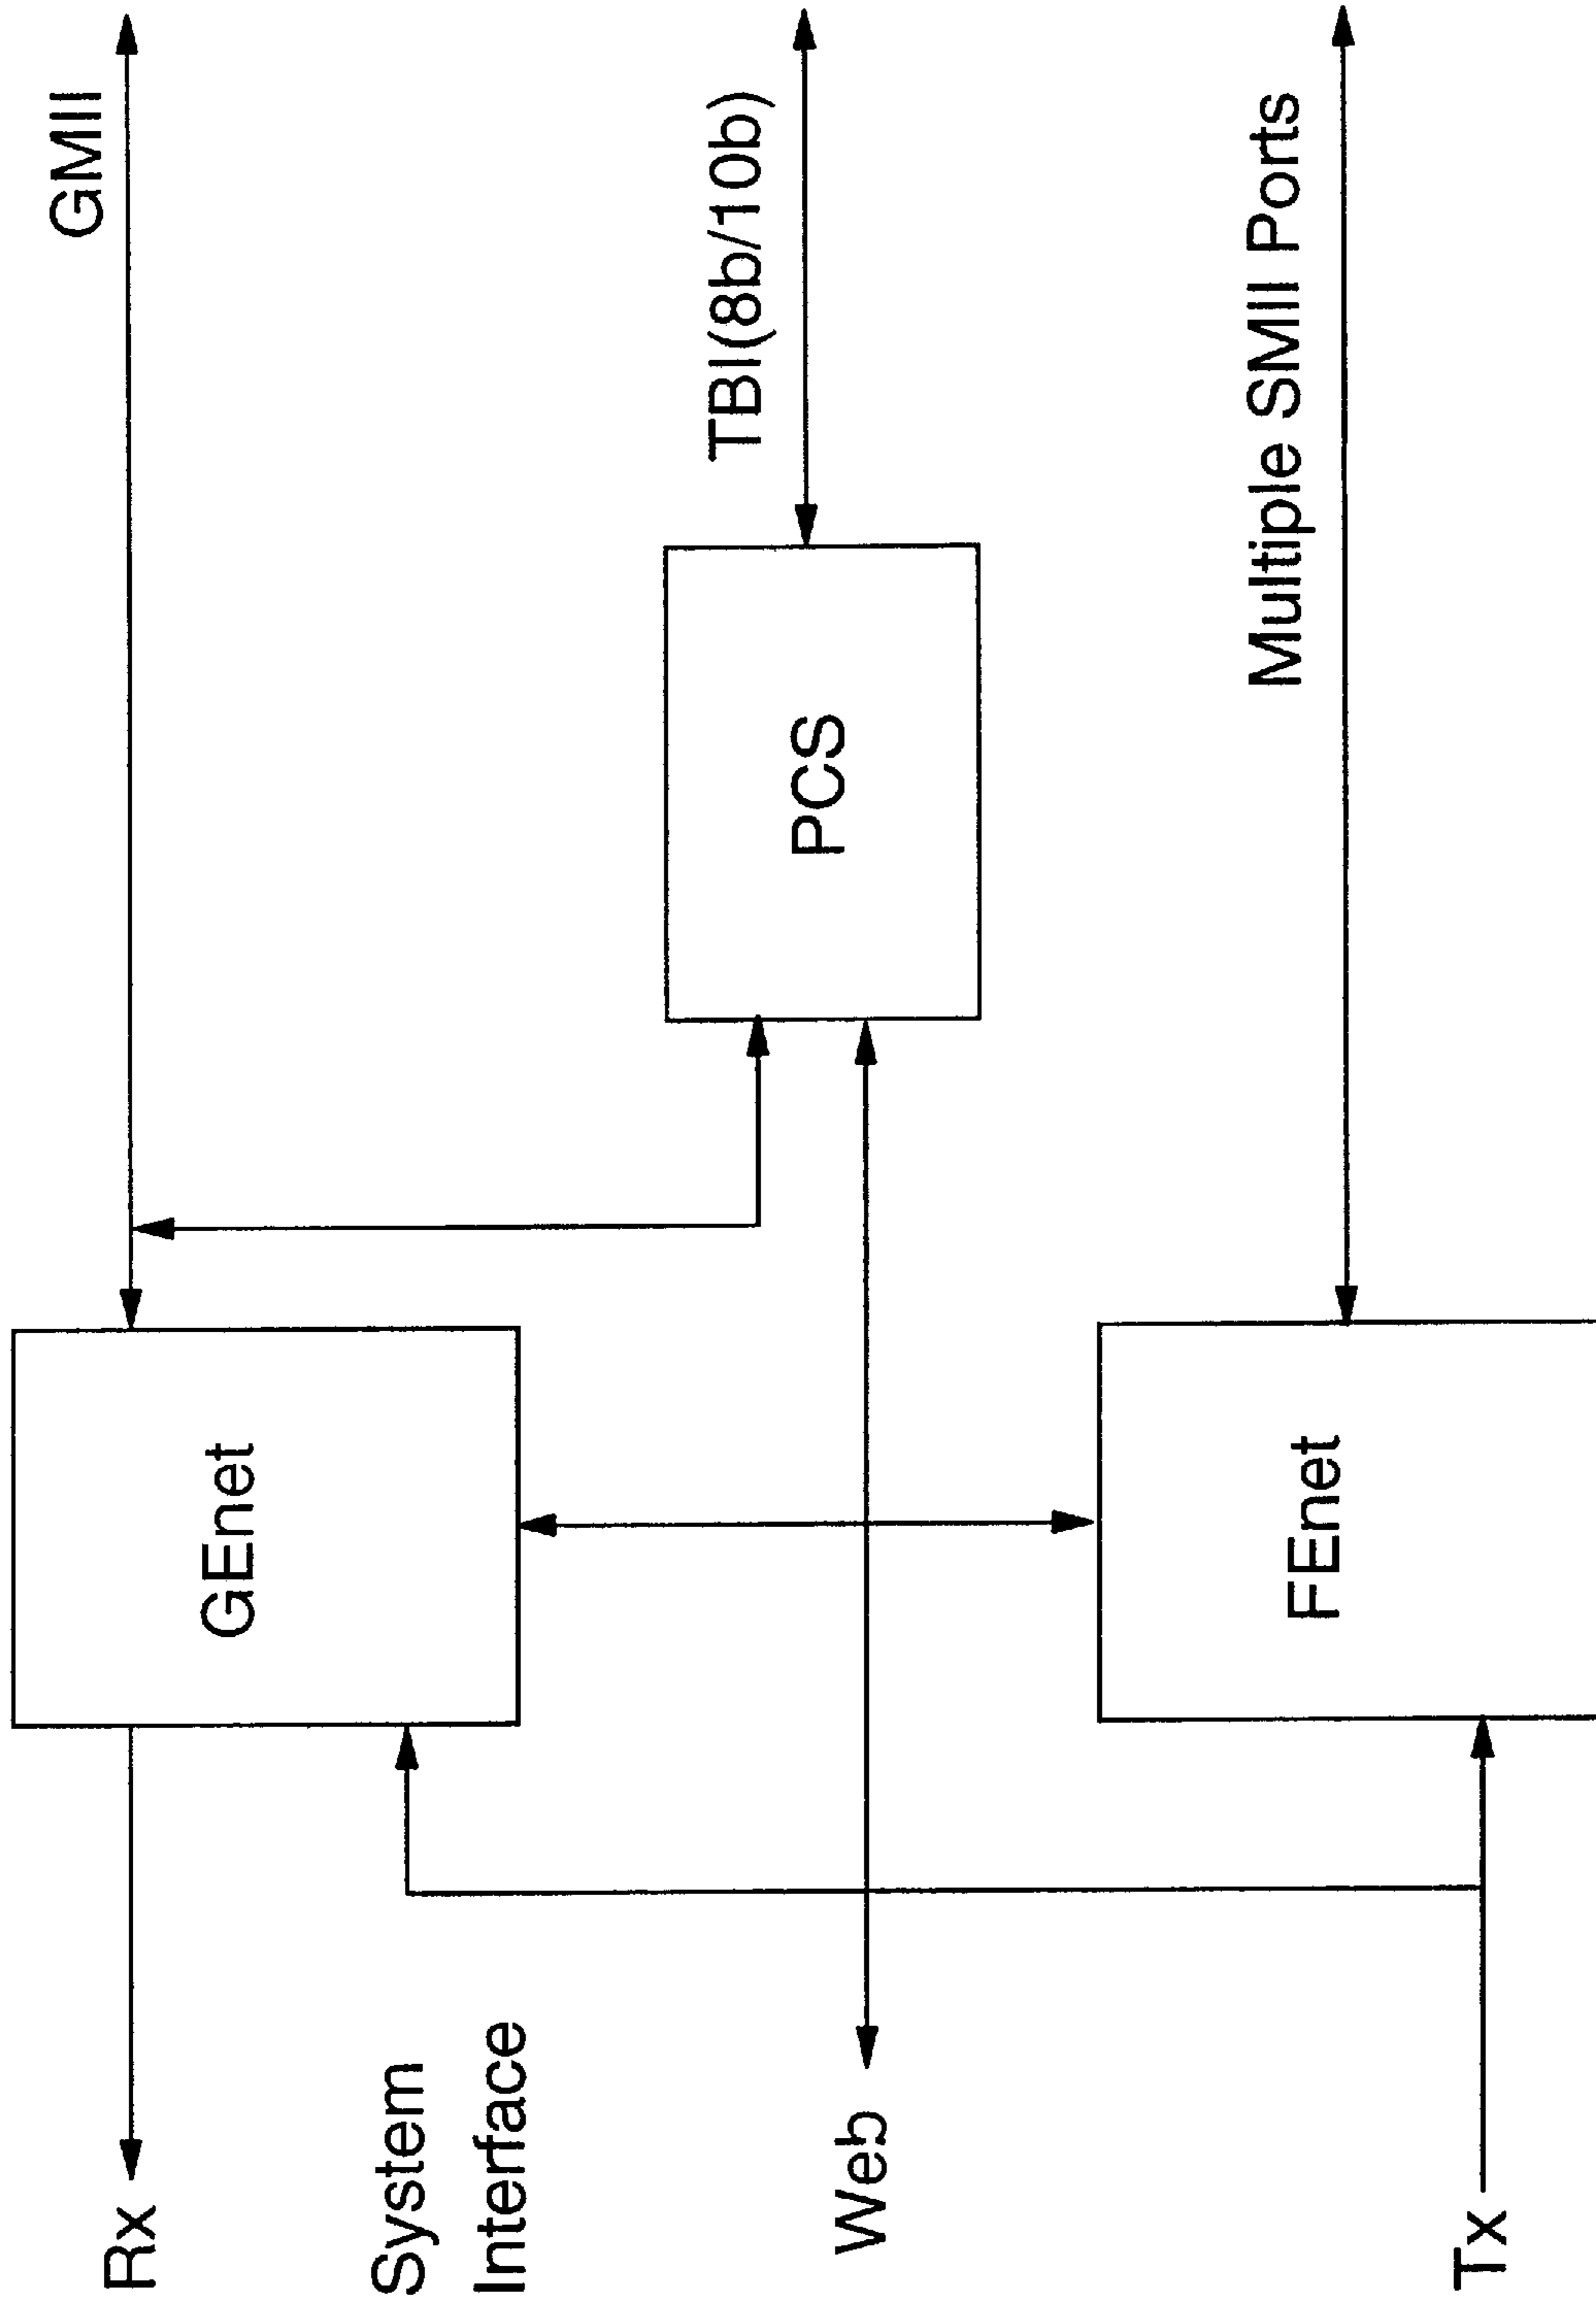 Rx
GEnet
GMII
System
Interface
PCS
TBI(8b/10b)
Web
FEnet
Multiple SMII Ports
Tx